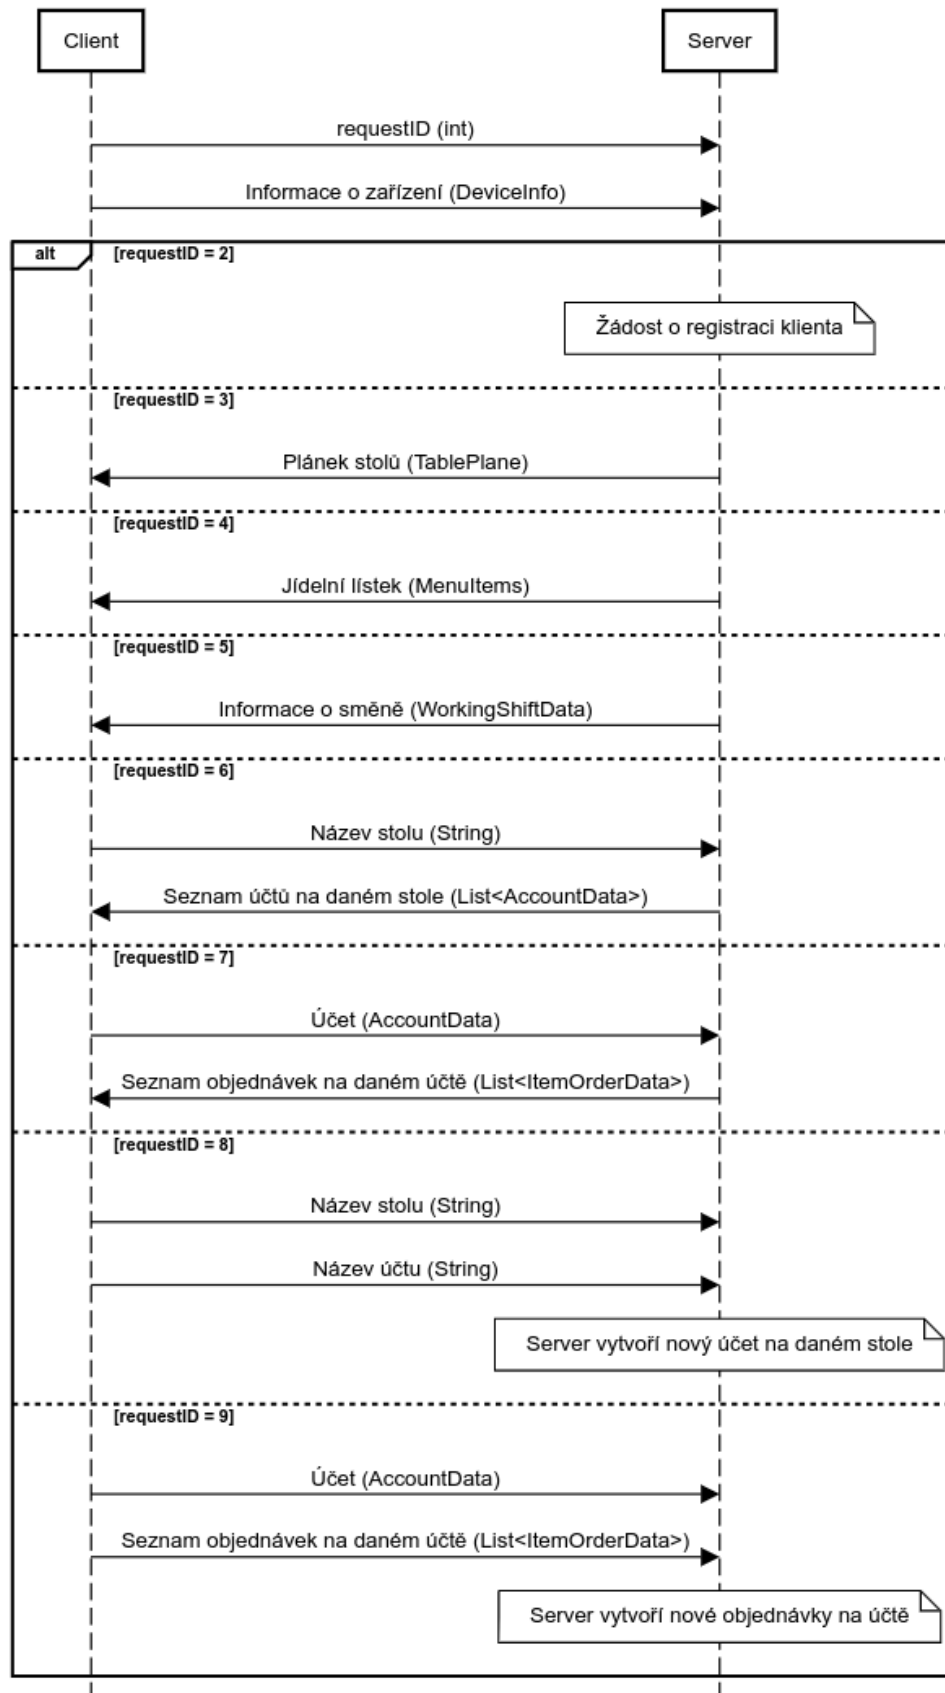 Client
Server
requestID (int)
Informace o zařízení (DeviceInfo)
alt
[requestID = 2]
Žádost o registraci klienta
[requestID = 3]
Plánek stolů (TablePlane)
[requestID = 4]
Jídelní lístek (MenuItems)
[requestID = 5]
Informace o směně (WorkingShiftData)
[requestID = 6]
Název stolu (String)
Seznam účtů na daném stole (List<AccountData>)
[requestID = 7]
Účet (AccountData)
Seznam objednávek na daném účtě (List<ItemOrderData>)
[requestID = 8]
Název stolu (String)
Název účtu (String)
Server vytvoří nový účet na daném stole
[requestID = 9]
Účet (AccountData)
Seznam objednávek na daném účtě (List<ItemOrderData>)
Server vytvoří nové objednávky na účtě